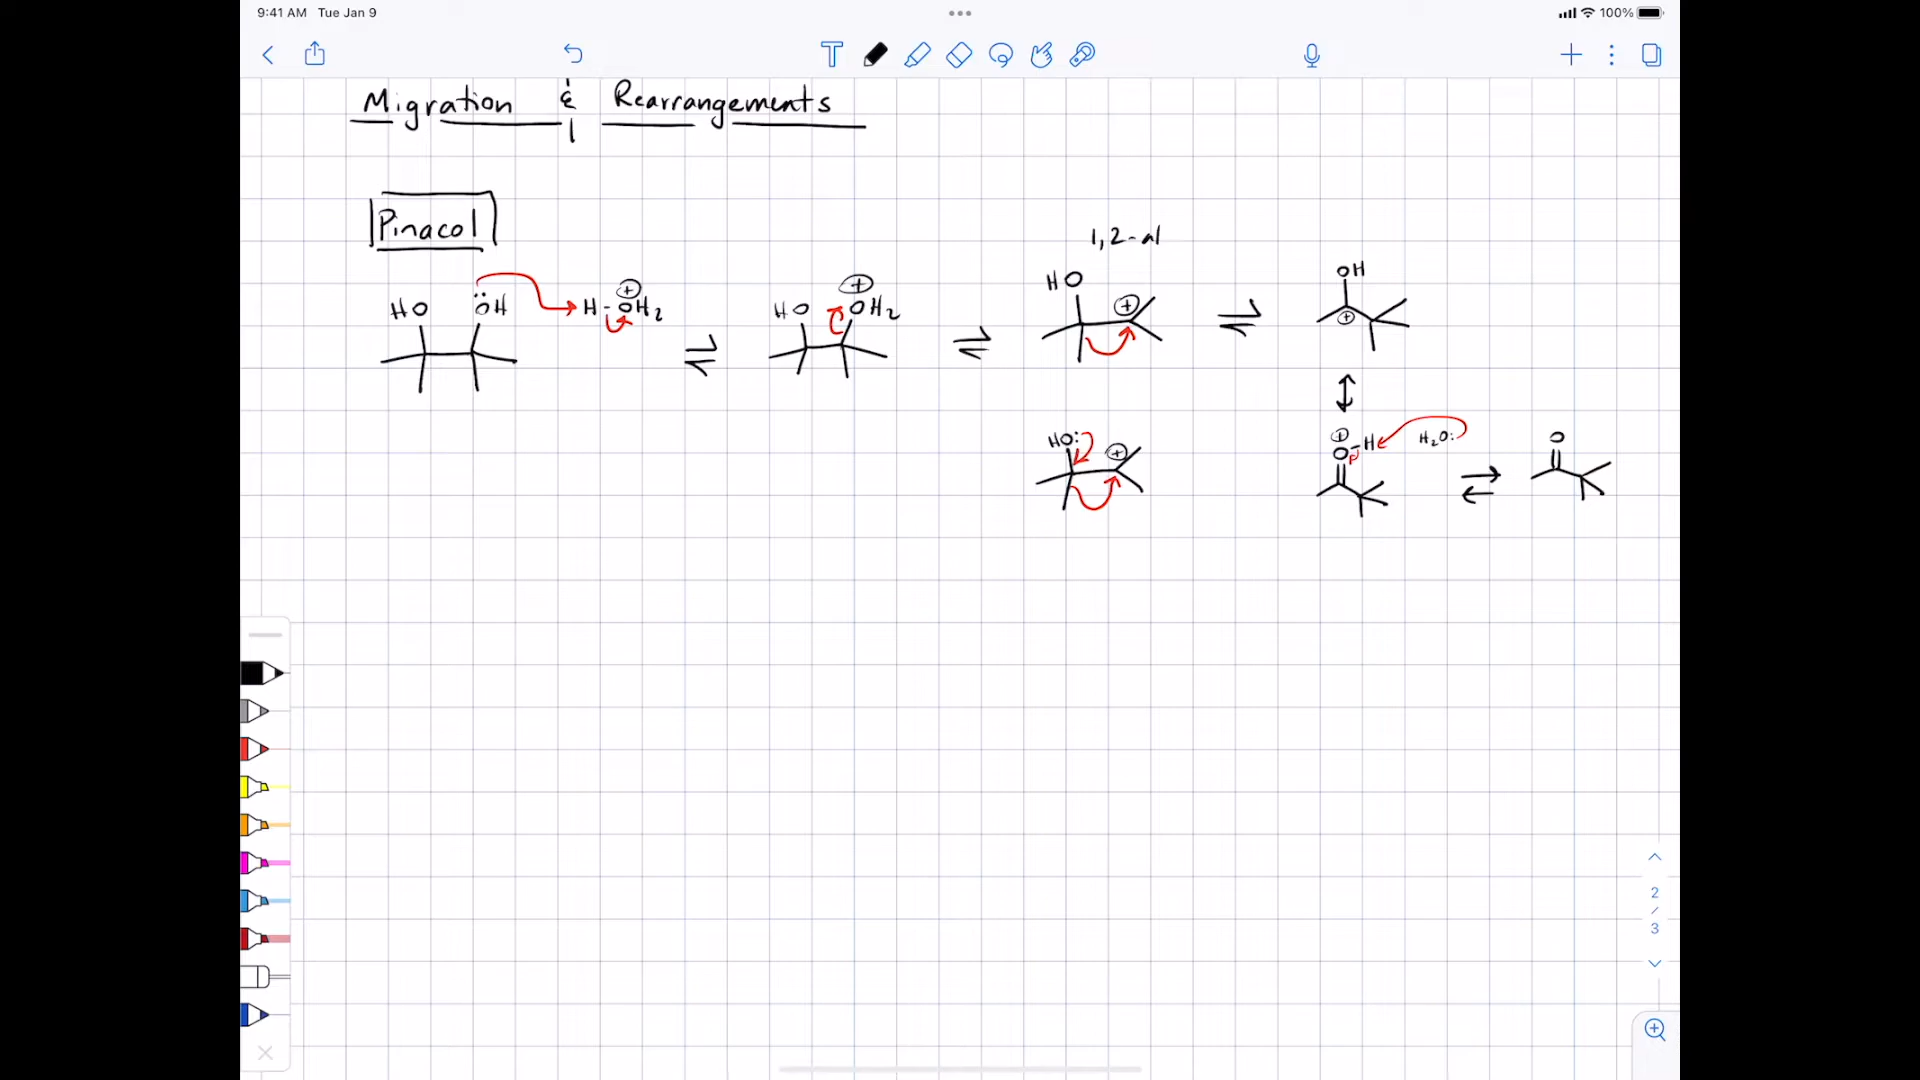 9:41 AM Tue Jan 9
100%
T
Migration & Rearrangements
Pinacol
1,2-al
HO ÖH H-OH2 ⊕
HO OH2 ⊕
HO ⊕
OH ⊕
HO: ⊕
⊕ O-H H2O:
O
2
/
3